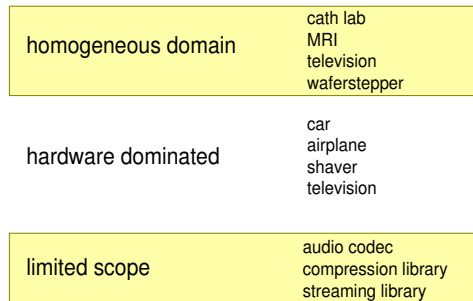 homogeneous domain
cath lab
MRI
television
waferstepper
hardware dominated
car
airplane
shaver
television
limited scope
audio codec
compression library
streaming library